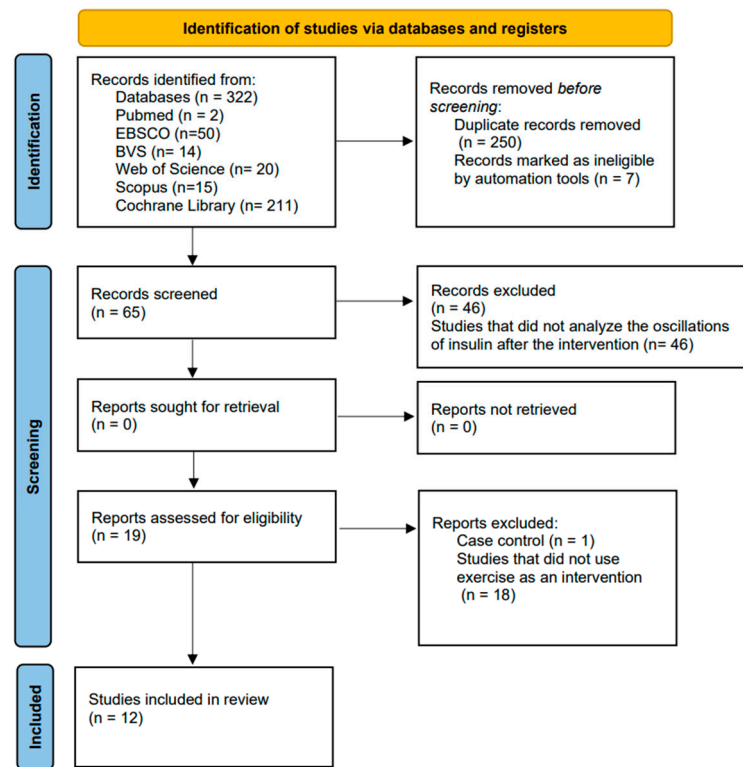 Identification of studies via databases and registers
Identification
Records identified from:
Databases (n = 322)
Pubmed (n = 2)
EBSCO (n=50)
BVS (n= 14)
Web of Science (n = 20)
Scopus (n=15)
Cochrane Library (n= 211)
Records removed before
screening:
Duplicate records removed
(n = 250)
Records marked as ineligible
by automation tools (n = 7)
Screening
Records screened
(n = 65)
Records excluded
(n = 46)
Studies that did not analyze the oscillations
of insulin after the intervention (n= 46)
Reports sought for retrieval
(n = 0)
Reports not retrieved
(n = 0)
Reports assessed for eligibility
(n = 19)
Reports excluded:
Case control (n = 1)
Studies that did not use
exercise as an intervention
(n = 18)
Included
Studies included in review
(n = 12)